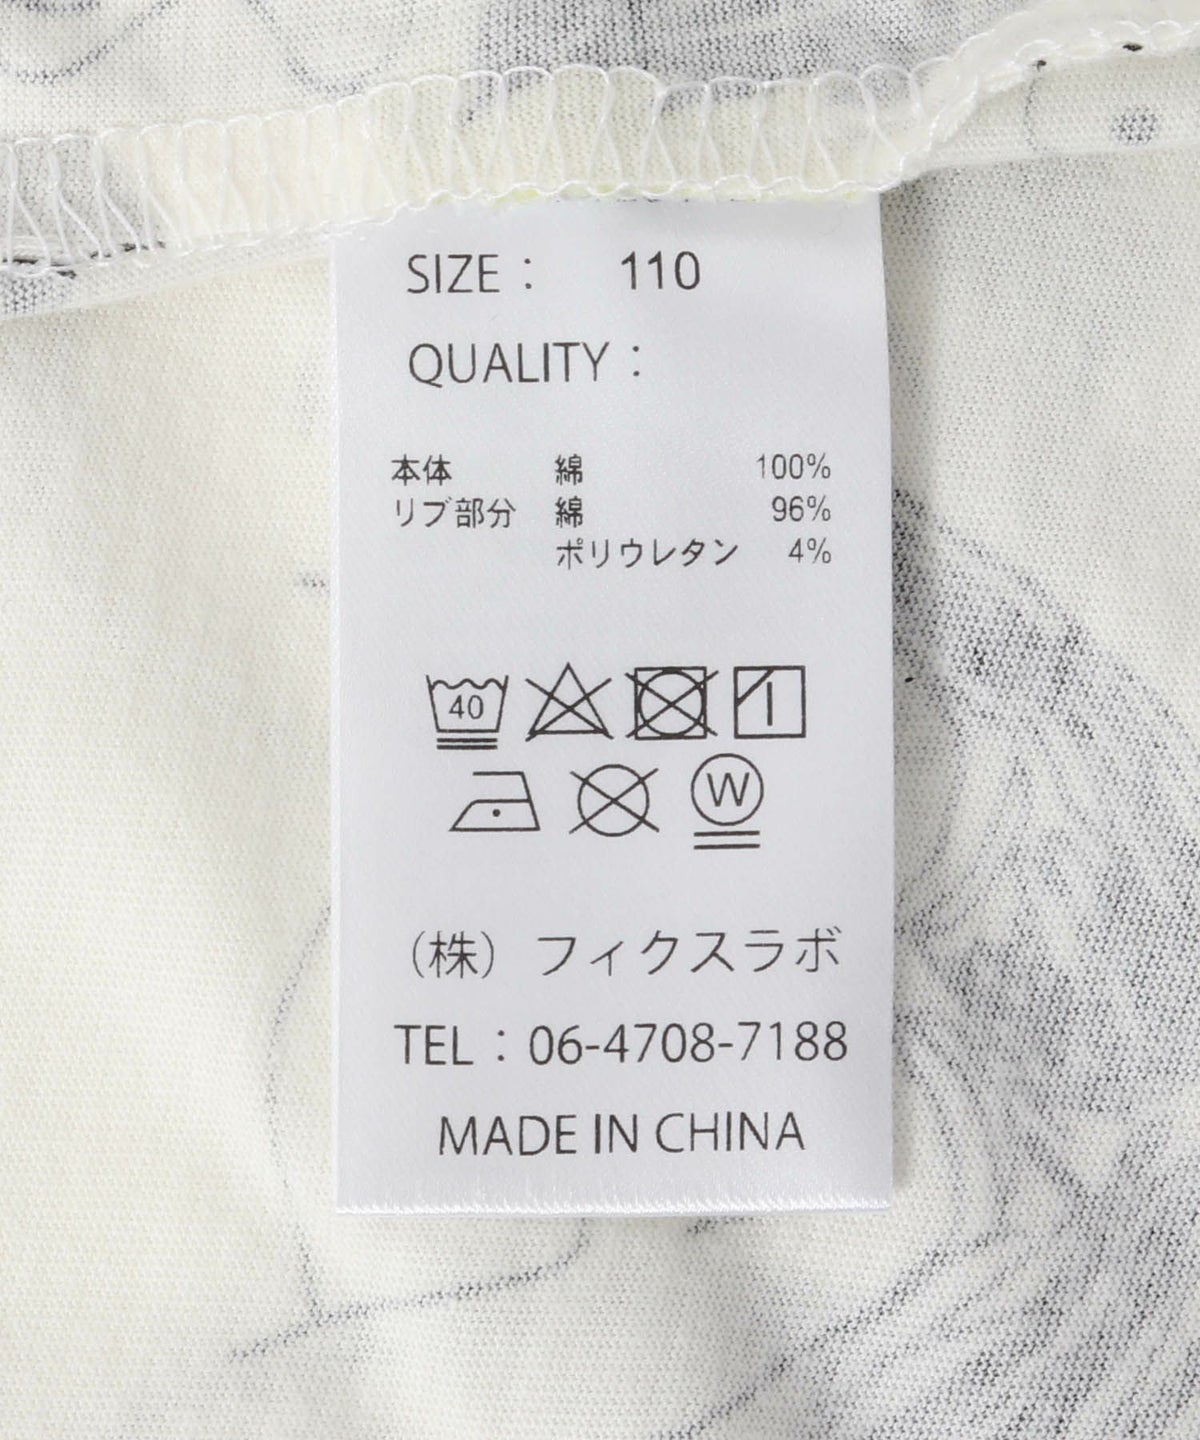 SIZE： 110
QUALITY：
本体 綿 100%
リブ部分 綿 96%
ポリウレタン 4%
40
W
（株）フィクスラボ
TEL：06-4708-7188
MADE IN CHINA